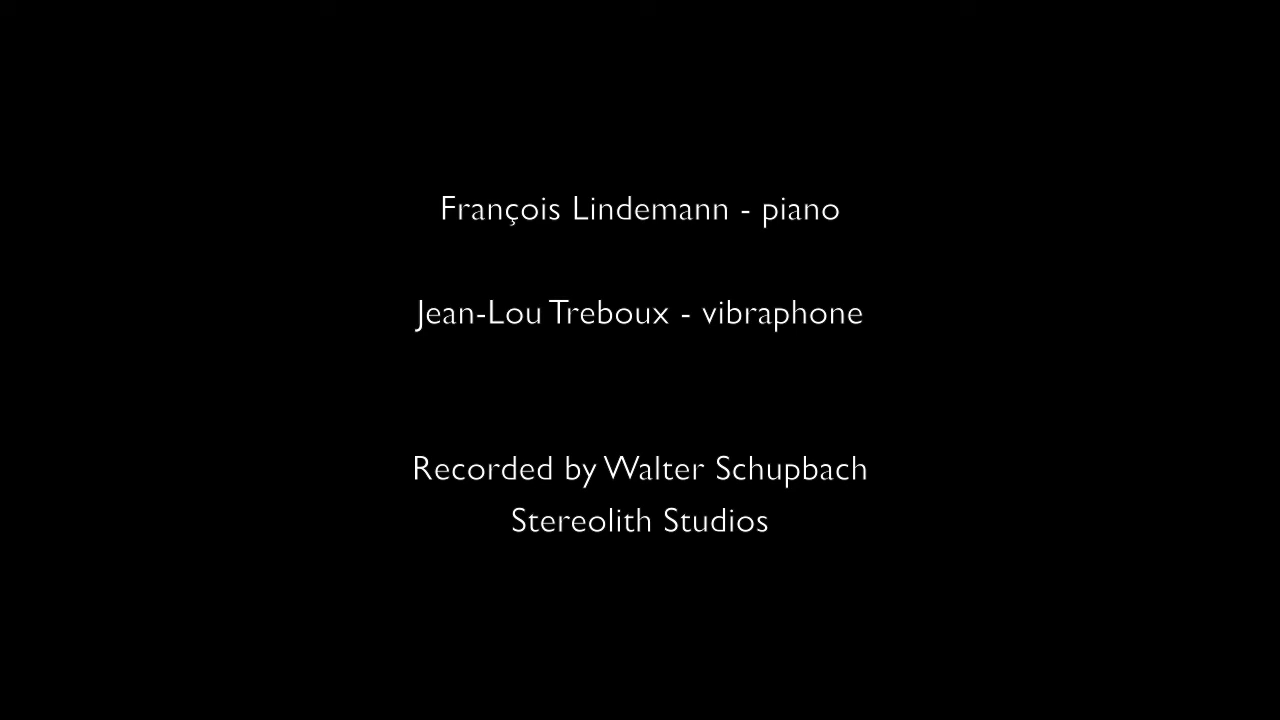 François Lindemann - piano
Jean-Lou Treboux - vibraphone
Recorded by Walter Schupbach
Stereolith Studios